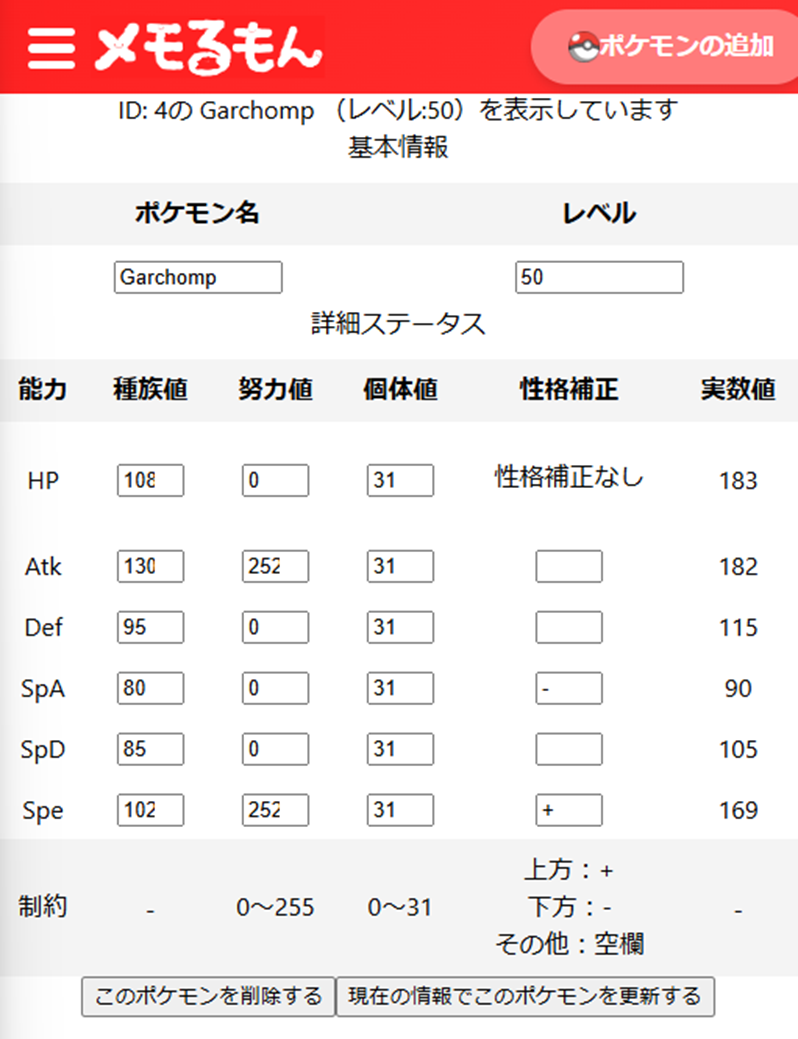 メモるもん ポケモンの追加
ID: 4の Garchomp （レベル:50）を表示しています
基本情報
ポケモン名 レベル
Garchomp 50
詳細ステータス
能力 種族値 努力値 個体値 性格補正 実数値
HP 108 0 31 性格補正なし 183
Atk 130 252 31 182
Def 95 0 31 115
SpA 80 0 31 - 90
SpD 85 0 31 105
Spe 102 252 31 + 169
制約 - 0～255 0～31 上方：+ -
下方：-
その他：空欄
このポケモンを削除する 現在の情報でこのポケモンを更新する